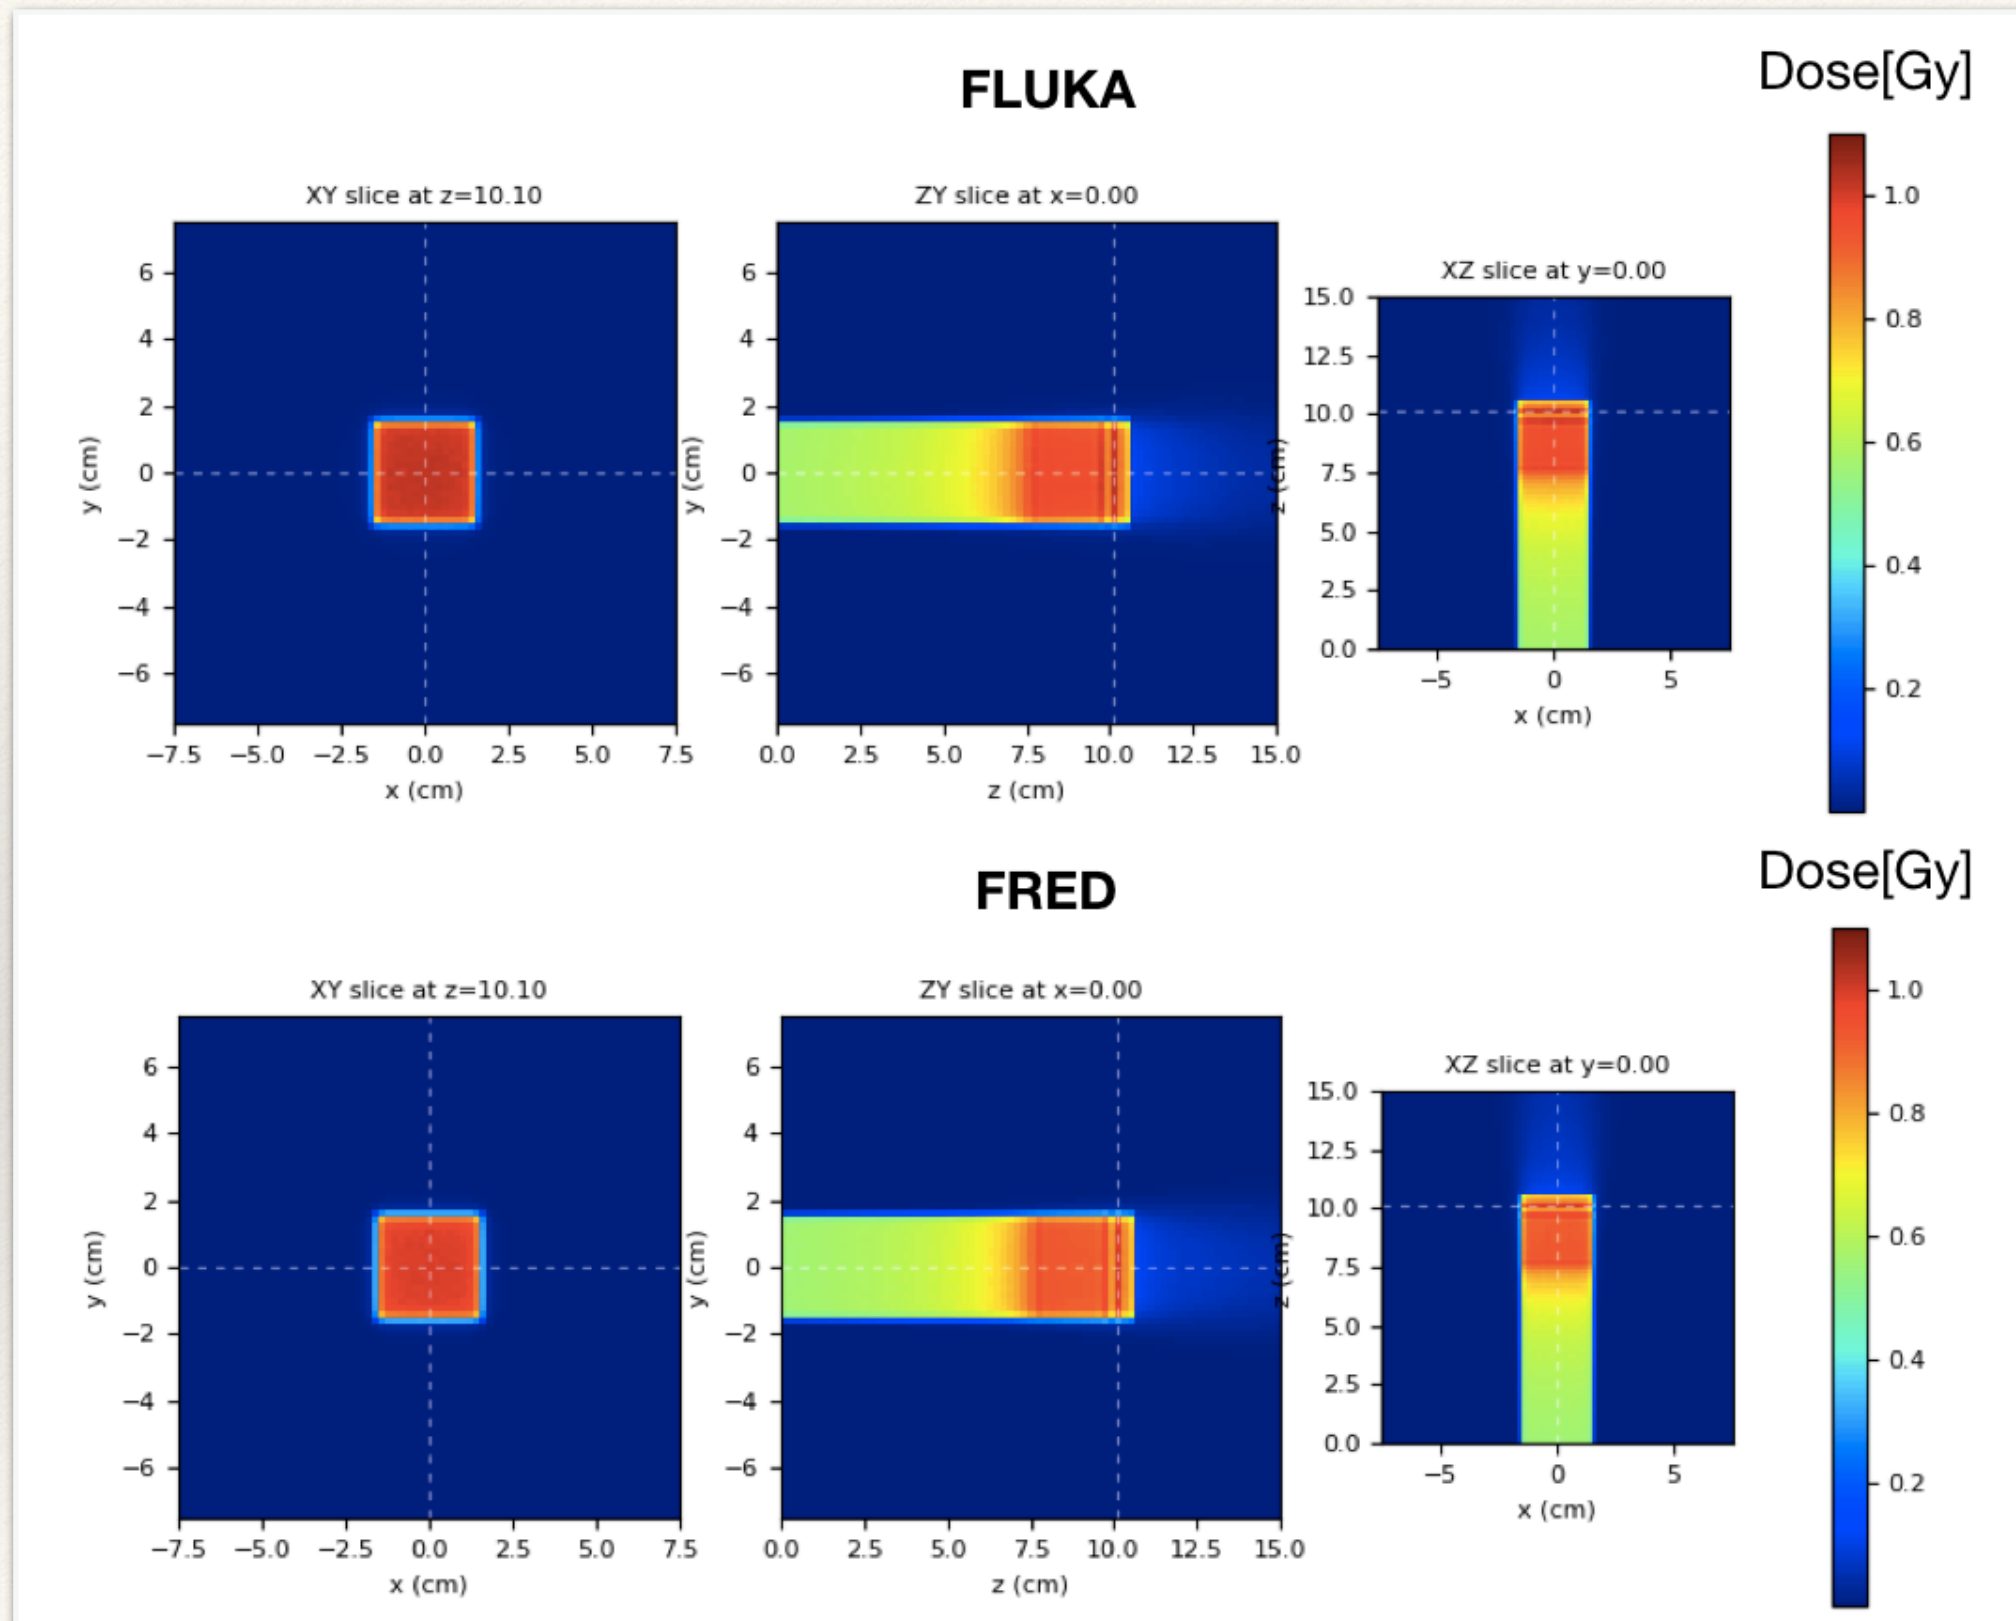 FLUKA
Dose[Gy]
XY slice at z=10.10
6
4
2
0
−2
−4
−6
y (cm)
−7.5 −5.0 −2.5 0.0 2.5 5.0 7.5
x (cm)
ZY slice at x=0.00
6
4
2
0
−2
−4
−6
y (cm)
0.0 2.5 5.0 7.5 10.0 12.5 15.0
z (cm)
XZ slice at y=0.00
15.0
12.5
10.0
7.5
5.0
2.5
0.0
z (cm)
−5 0 5
x (cm)
1.0
0.8
0.6
0.4
0.2
FRED
Dose[Gy]
XY slice at z=10.10
6
4
2
0
−2
−4
−6
y (cm)
−7.5 −5.0 −2.5 0.0 2.5 5.0 7.5
x (cm)
ZY slice at x=0.00
6
4
2
0
−2
−4
−6
y (cm)
0.0 2.5 5.0 7.5 10.0 12.5 15.0
z (cm)
XZ slice at y=0.00
15.0
12.5
10.0
7.5
5.0
2.5
0.0
z (cm)
−5 0 5
x (cm)
1.0
0.8
0.6
0.4
0.2